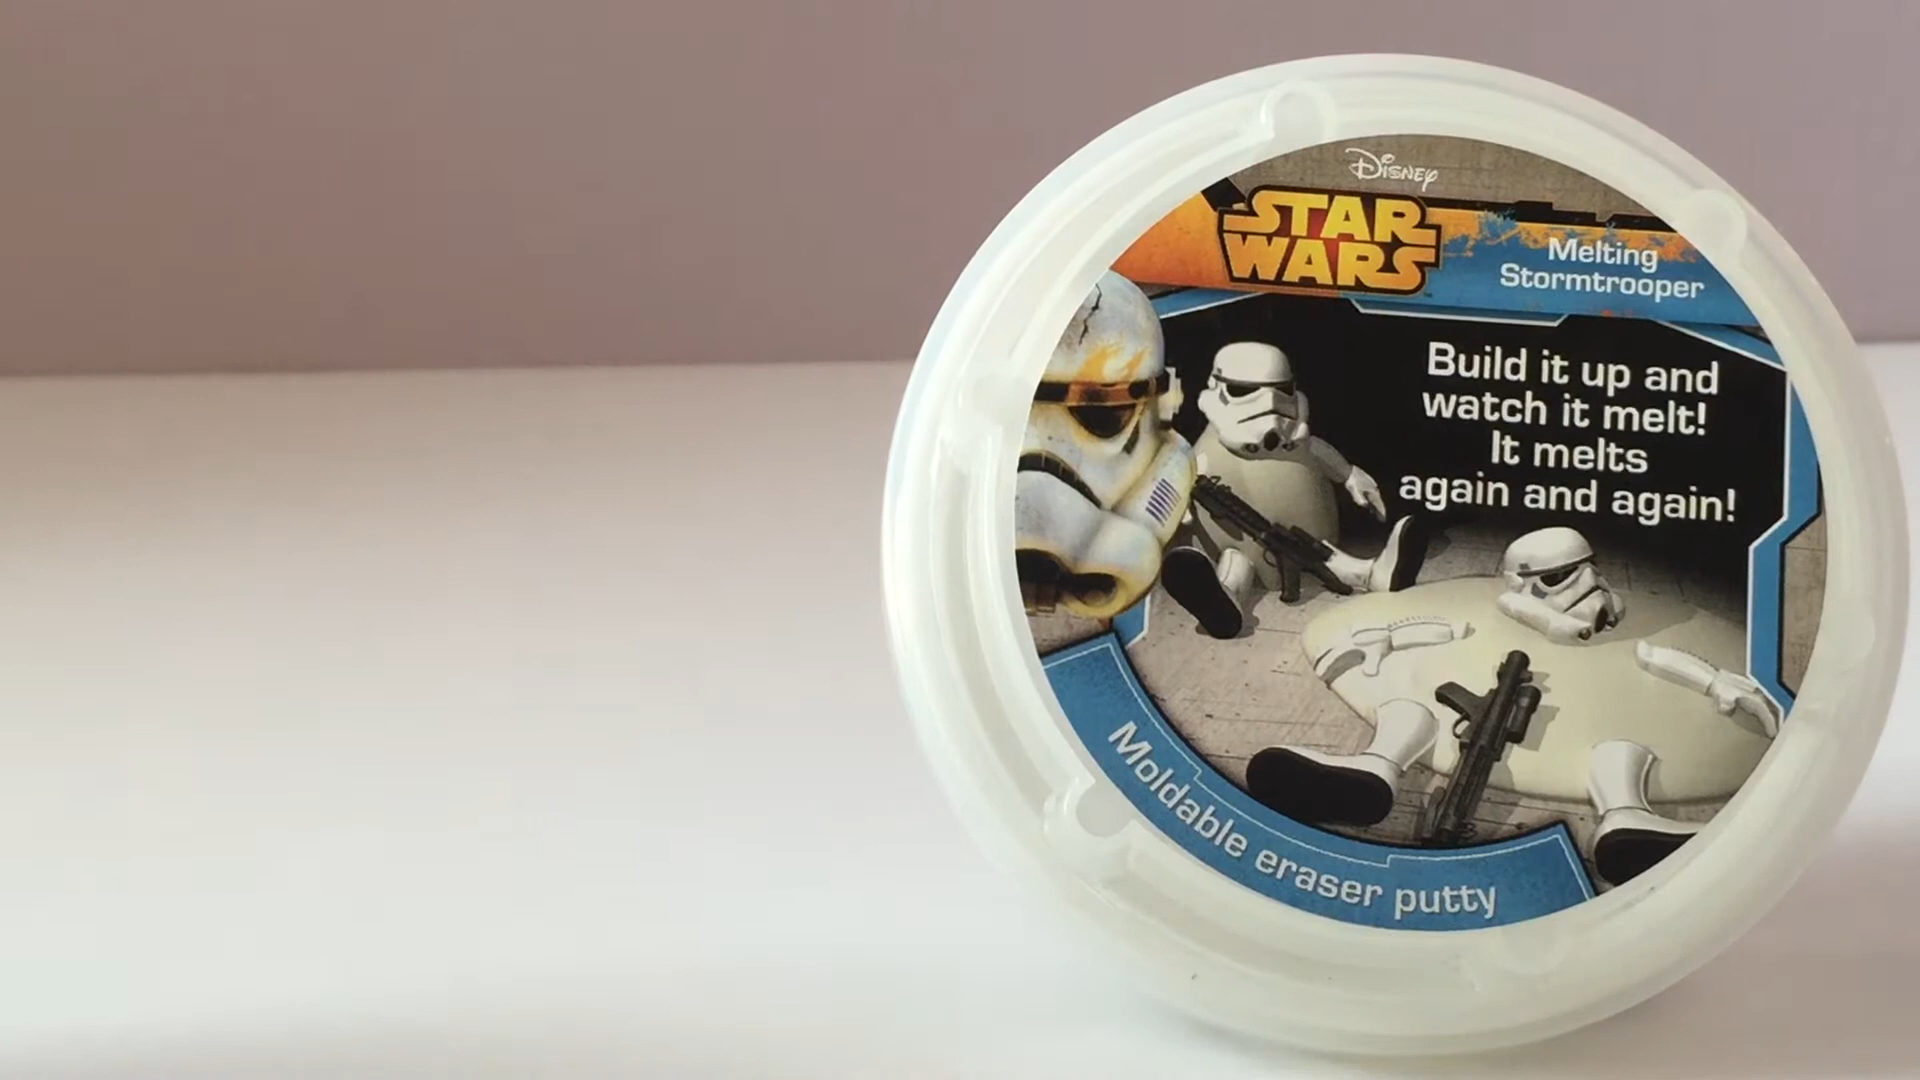 Disney
STAR
WARS
Melting
Stormtrooper
Build it up and
watch it melt!
It melts
again and again!
Moldable eraser putty